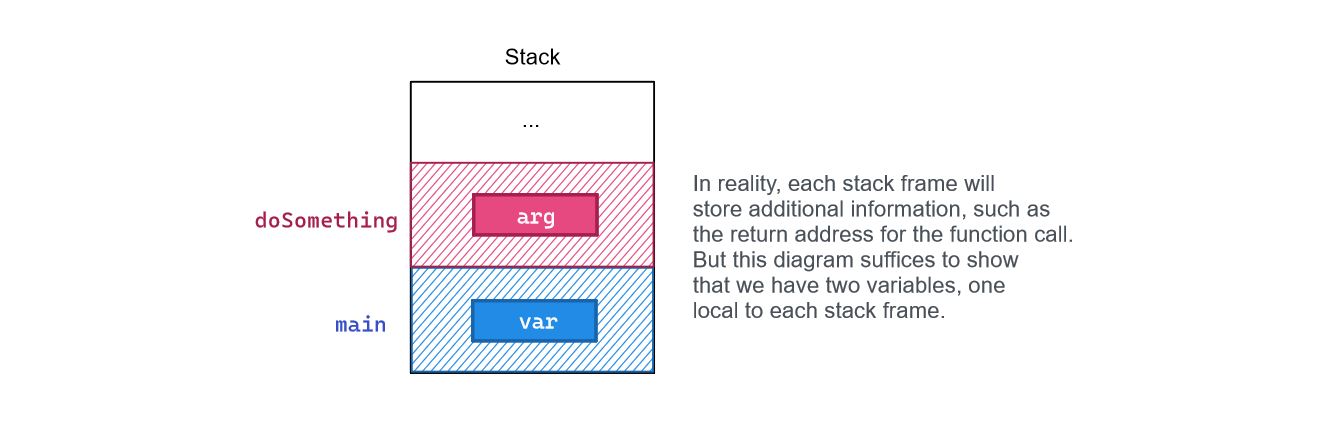 Stack
...
doSomething
arg
main
var
In reality, each stack frame will
store additional information, such as
the return address for the function call.
But this diagram suffices to show
that we have two variables, one
local to each stack frame.